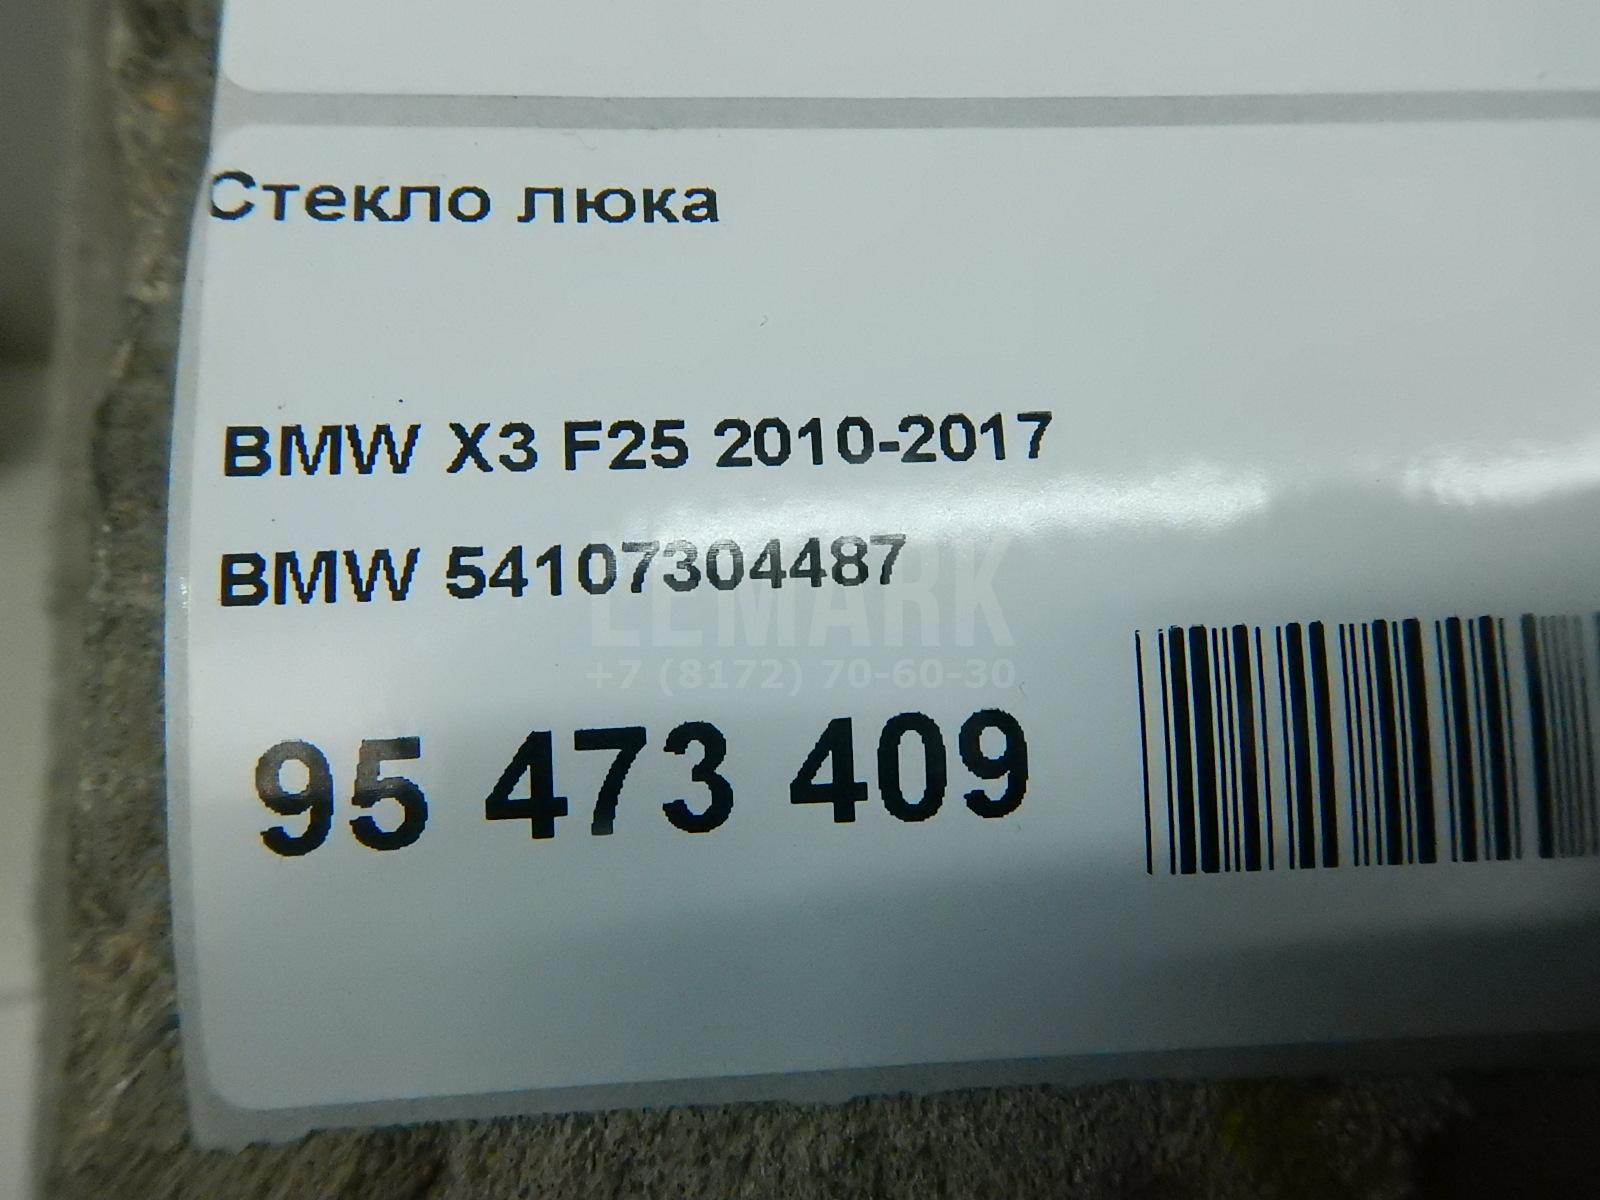 Стекло люка
BMW X3 F25 2010-2017
BMW 54107304487
LEMARK
+7 (8172) 70-60-30
95 473 409